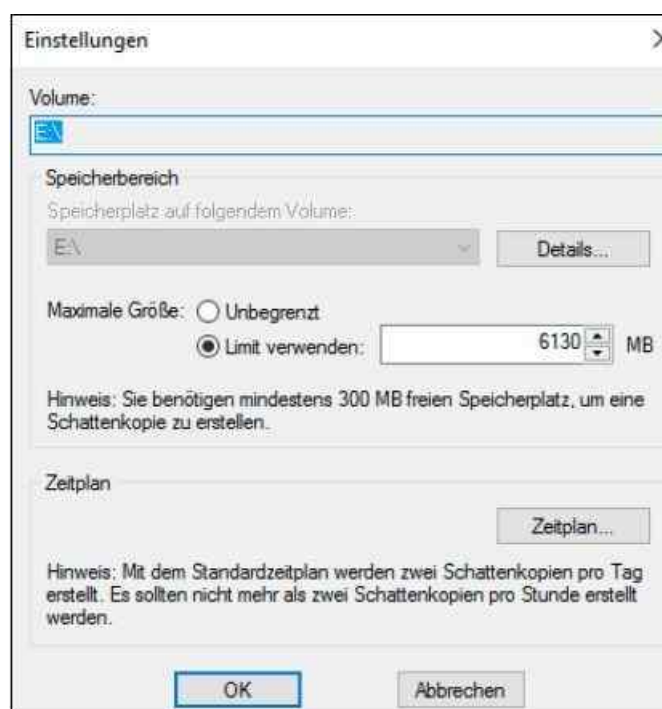 Einstellungen
Volume:
E:\
Speicherbereich
Speicherplatz auf folgendem Volume:
E:\
Details...
Maximale Größe:
Unbegrenzt
Limit verwenden:
6130
MB
Hinweis: Sie benötigen mindestens 300 MB freien Speicherplatz, um eine
Schattenkopie zu erstellen.
Zeitplan
Zeitplan...
Hinweis: Mit dem Standardzeitplan werden zwei Schattenkopien pro Tag
erstellt. Es sollten nicht mehr als zwei Schattenkopien pro Stunde erstellt
werden.
OK
Abbrechen